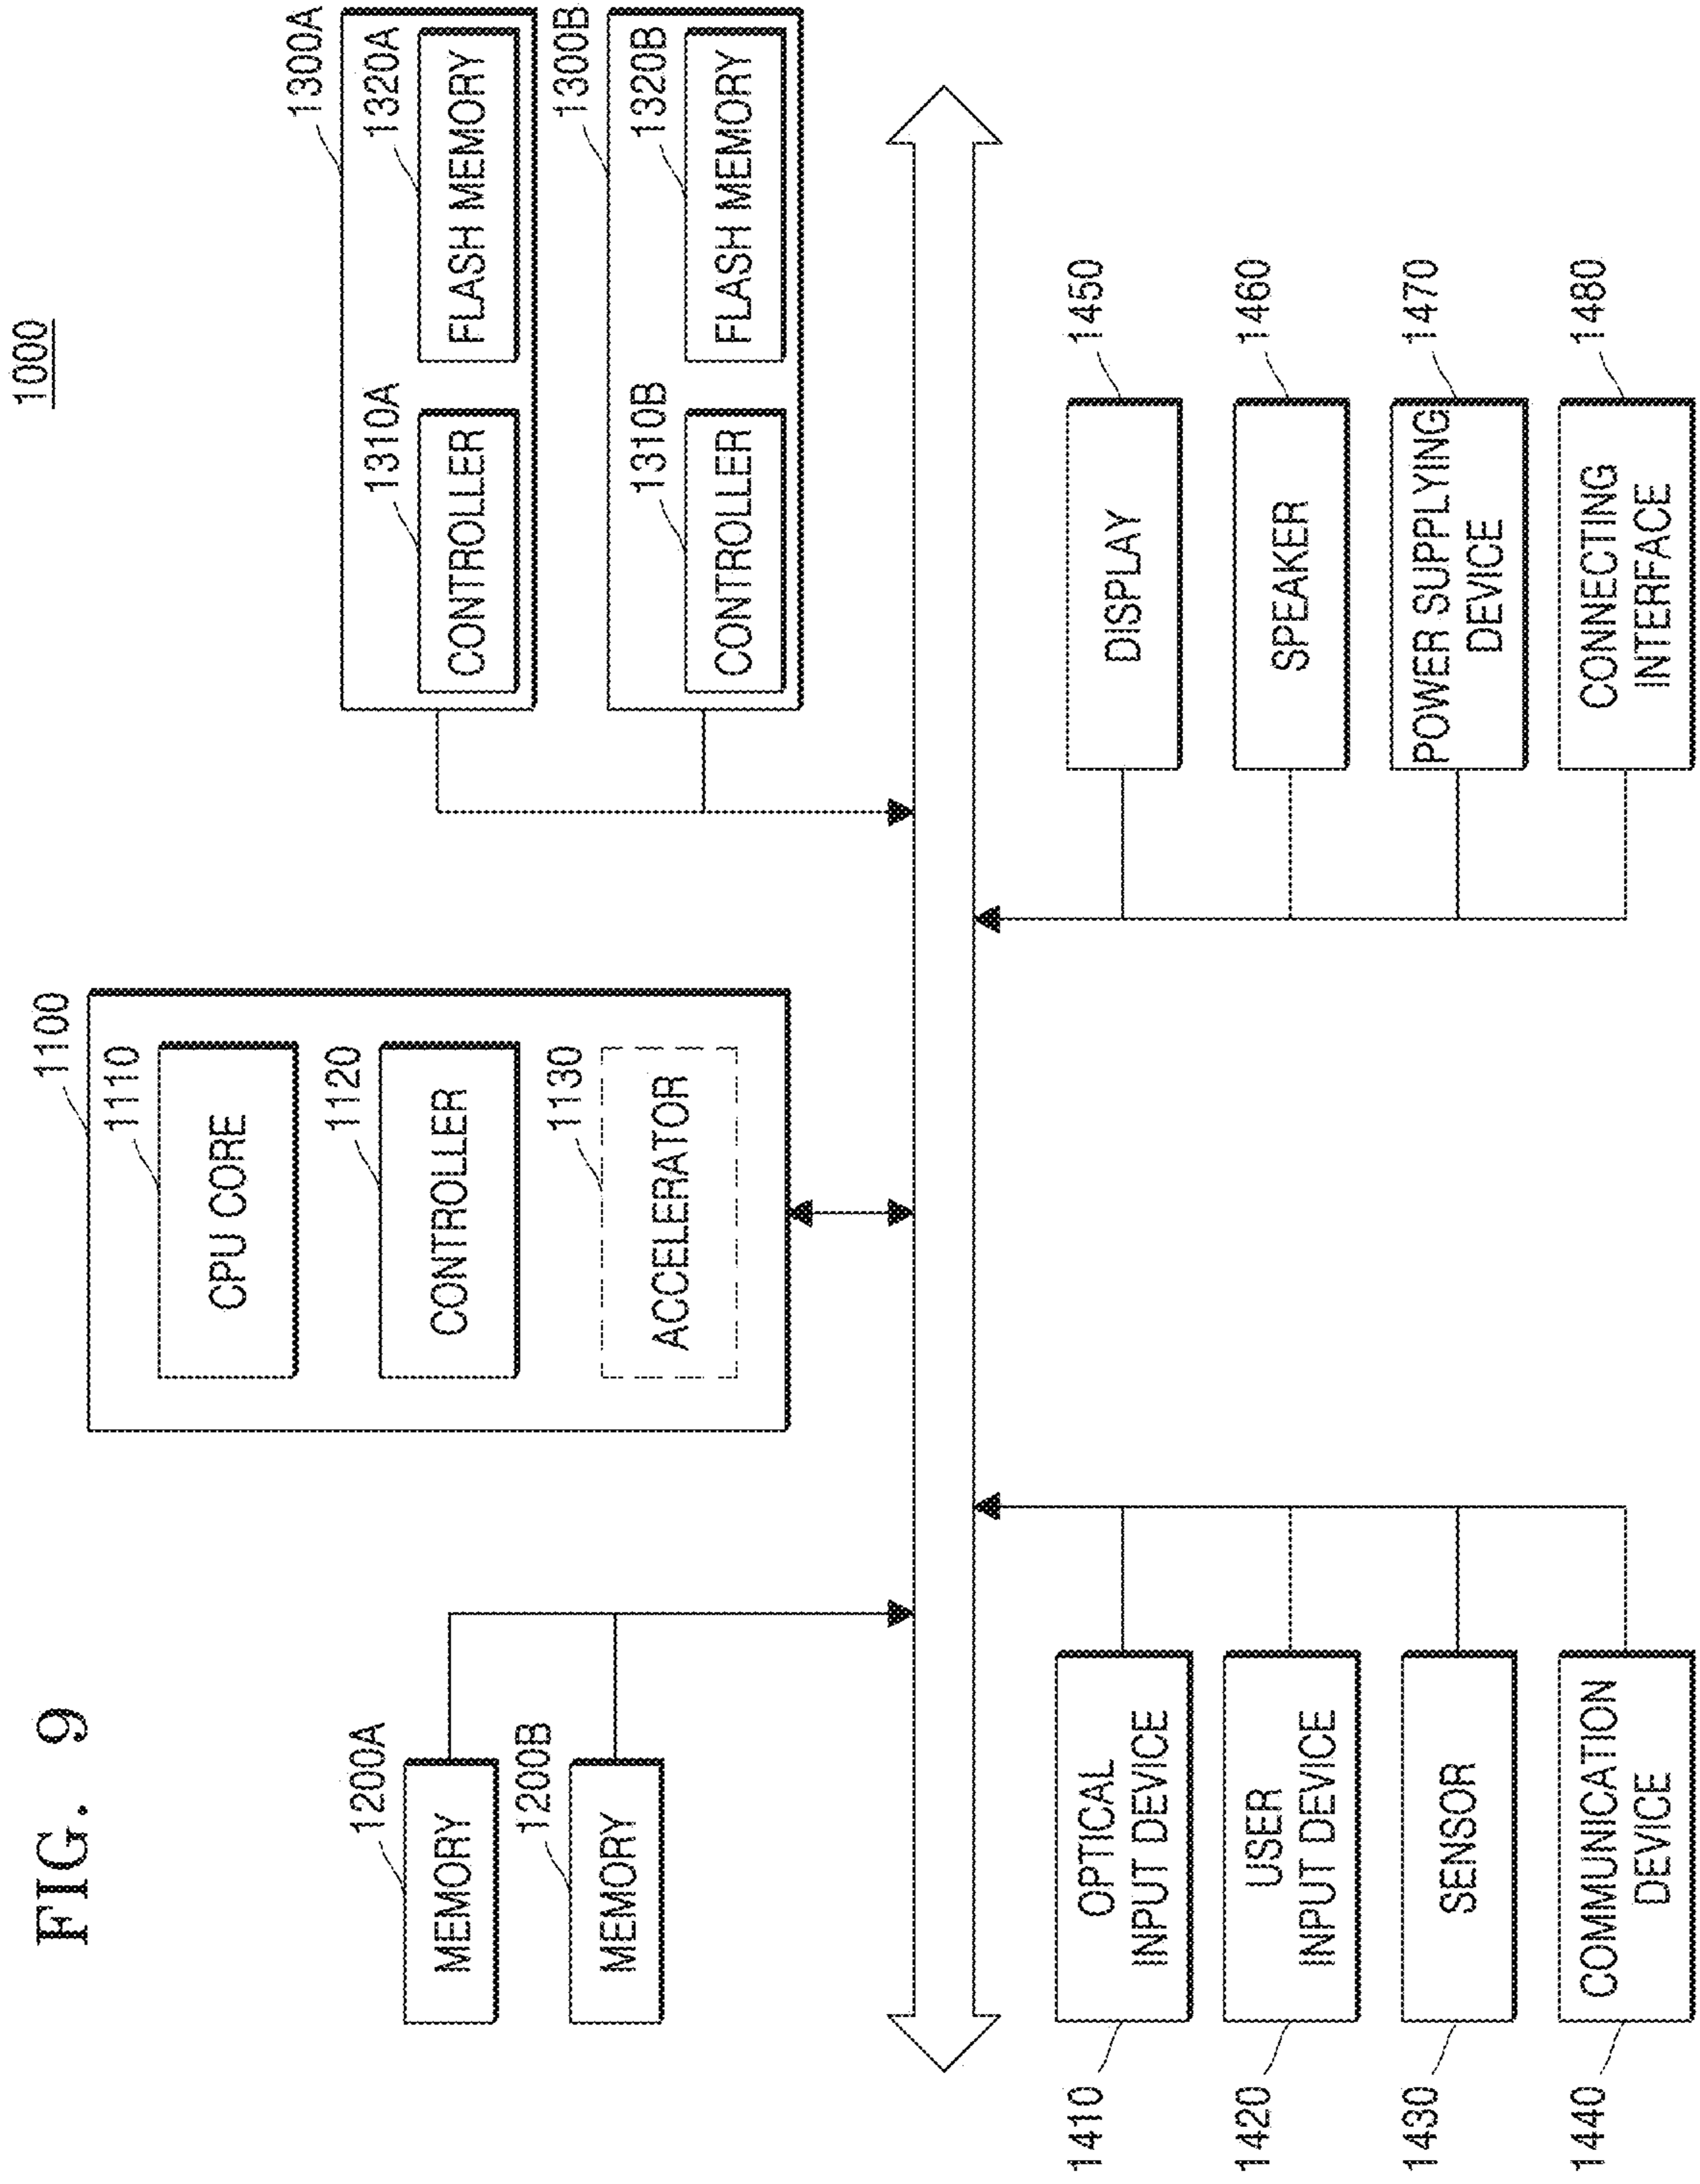 FIG. 9
1000
1100
1110
CPU CORE
1120
CONTROLLER
1130
ACCELERATOR
1200A
MEMORY
1200B
MEMORY
1300A
1310A
CONTROLLER
1320A
FLASH MEMORY
1300B
1310B
CONTROLLER
1320B
FLASH MEMORY
1410
OPTICAL
INPUT DEVICE
1420
USER
INPUT DEVICE
1430
SENSOR
1440
COMMUNICATION
DEVICE
DISPLAY
1450
SPEAKER
1460
POWER SUPPLYING
DEVICE
1470
CONNECTING
INTERFACE
1480